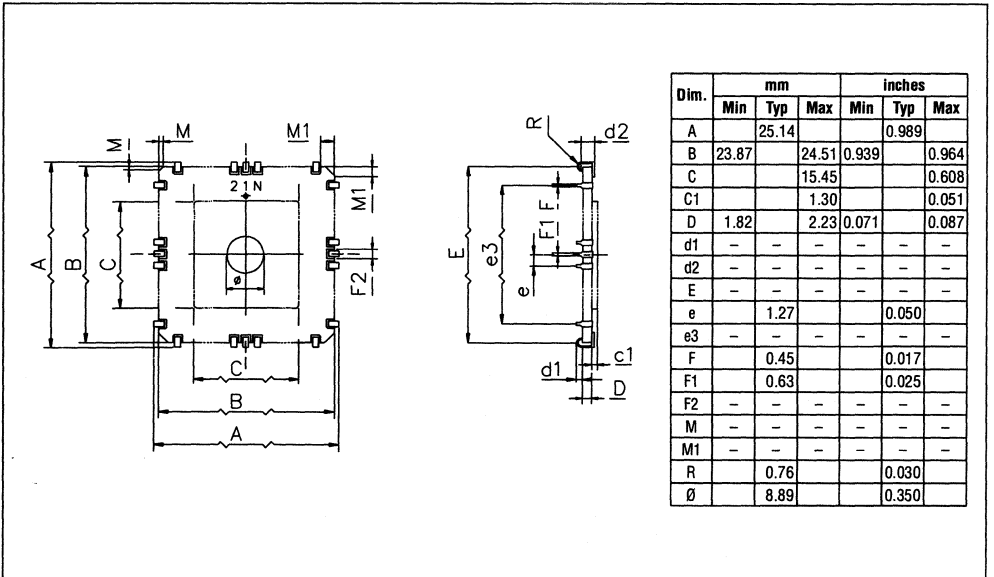 M
M
M1
M1
21N
A
B
C
Ø
F2
C
B
A
R
d2
F
F1
E
e3
e
d1
c1
D
Dim. mm inches
Min Typ Max Min Typ Max
A 25.14 0.989
B 23.87 24.51 0.939 0.964
C 15.45 0.608
C1 1.30 0.051
D 1.82 2.23 0.071 0.087
d1 – – – – – –
d2 – – – – – –
E – – – – – –
e 1.27 0.050
e3 – – – – – –
F 0.45 0.017
F1 0.63 0.025
F2 – – – – – –
M – – – – – –
M1 – – – – – –
R 0.76 0.030
Ø 8.89 0.350